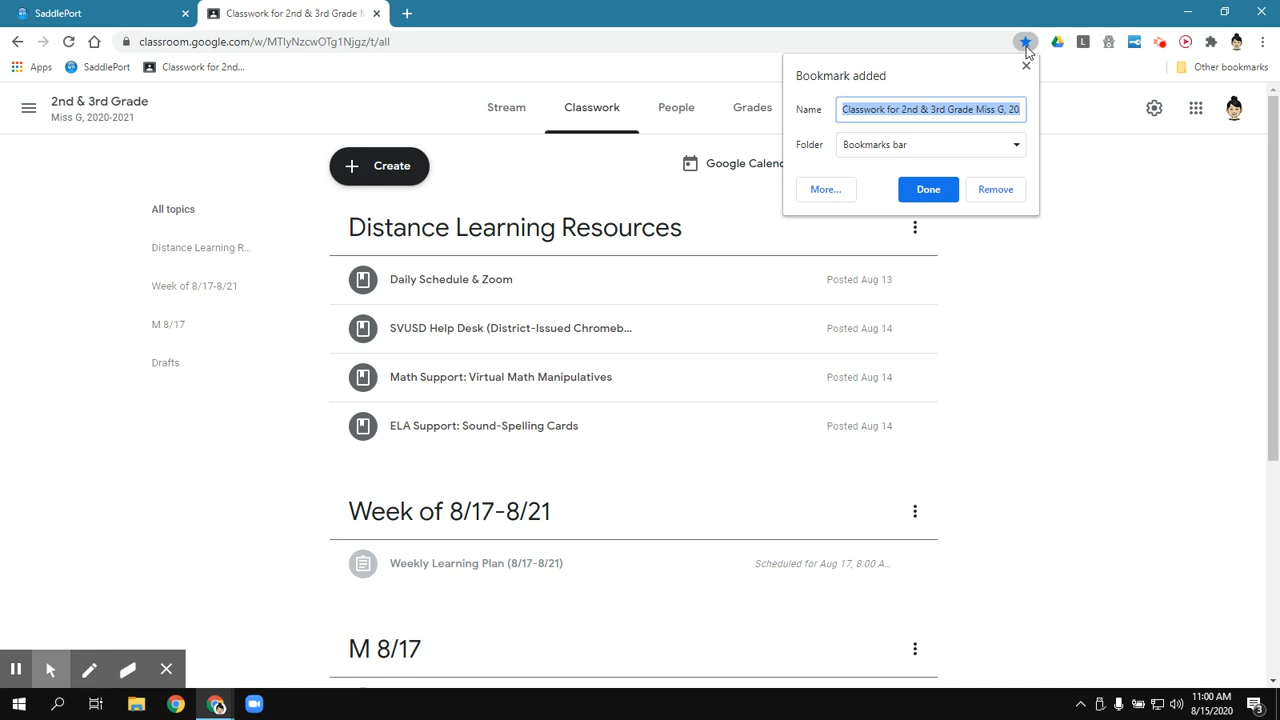 SaddlePort
Classwork for 2nd & 3rd Grade M
classroom.google.com/w/MTIyNzcwOTg1Njgz/t/all
Apps
SaddlePort
Classwork for 2nd...
Other bookmarks
Bookmark added
Name
Classwork for 2nd & 3rd Grade Miss G, 20
Folder
Bookmarks bar
More...
Done
Remove
2nd & 3rd Grade
Miss G, 2020-2021
Stream
Classwork
People
Grades
Create
Google Calend
All topics
Distance Learning R...
Week of 8/17-8/21
M 8/17
Drafts
Distance Learning Resources
Daily Schedule & Zoom
Posted Aug 13
SVUSD Help Desk (District-Issued Chromeb...
Posted Aug 14
Math Support: Virtual Math Manipulatives
Posted Aug 14
ELA Support: Sound-Spelling Cards
Posted Aug 14
Week of 8/17-8/21
Weekly Learning Plan (8/17-8/21)
Scheduled for Aug 17, 8:00 A...
M 8/17
11:00 AM
8/15/2020
3